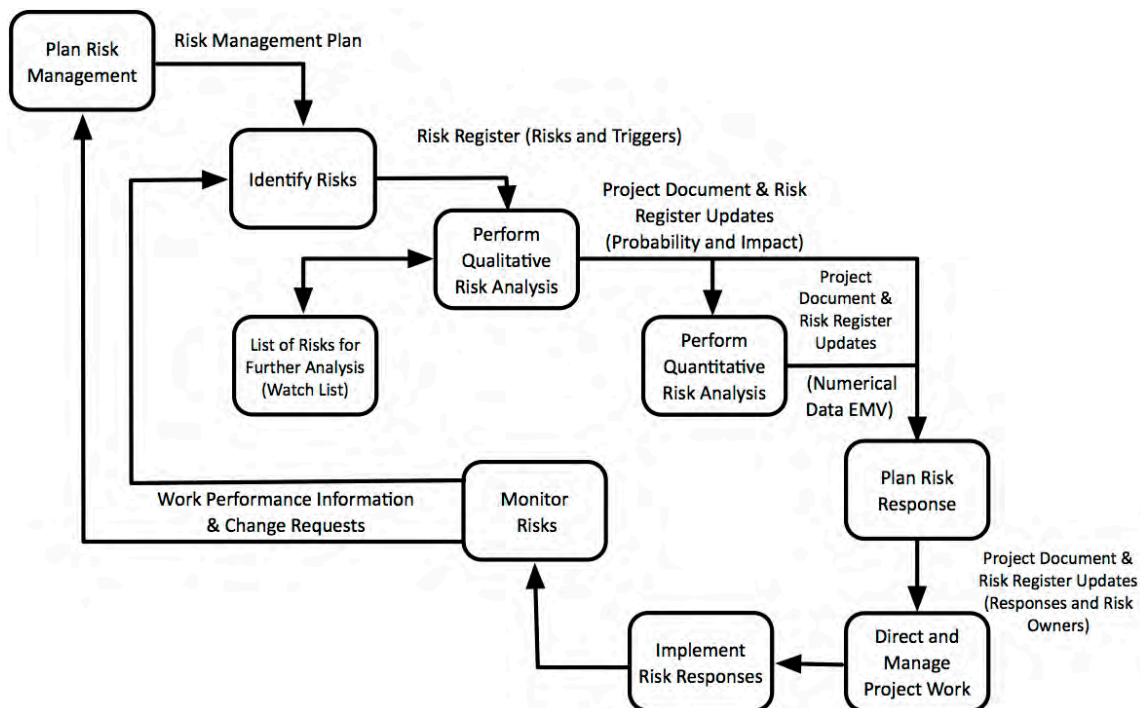 Plan Risk
Management
Risk Management Plan
Identify Risks
Risk Register (Risks and Triggers)
Perform
Qualitative
Risk Analysis
Project Document & Risk
Register Updates
(Probability and Impact)
List of Risks for
Further Analysis
(Watch List)
Perform
Quantitative
Risk Analysis
Project
Document &
Risk Register
Updates
(Numerical
Data EMV)
Plan Risk
Response
Project Document &
Risk Register Updates
(Responses and Risk
Owners)
Direct and
Manage
Project Work
Implement
Risk Responses
Monitor
Risks
Work Performance Information
& Change Requests